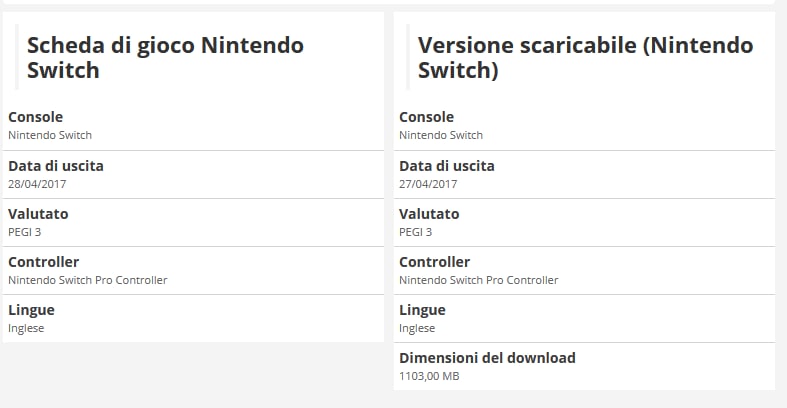 Scheda di gioco Nintendo
Switch
Console
Nintendo Switch
Data di uscita
28/04/2017
Valutato
PEGI 3
Controller
Nintendo Switch Pro Controller
Lingue
Inglese
Versione scaricabile (Nintendo
Switch)
Console
Nintendo Switch
Data di uscita
27/04/2017
Valutato
PEGI 3
Controller
Nintendo Switch Pro Controller
Lingue
Inglese
Dimensioni del download
1103,00 MB